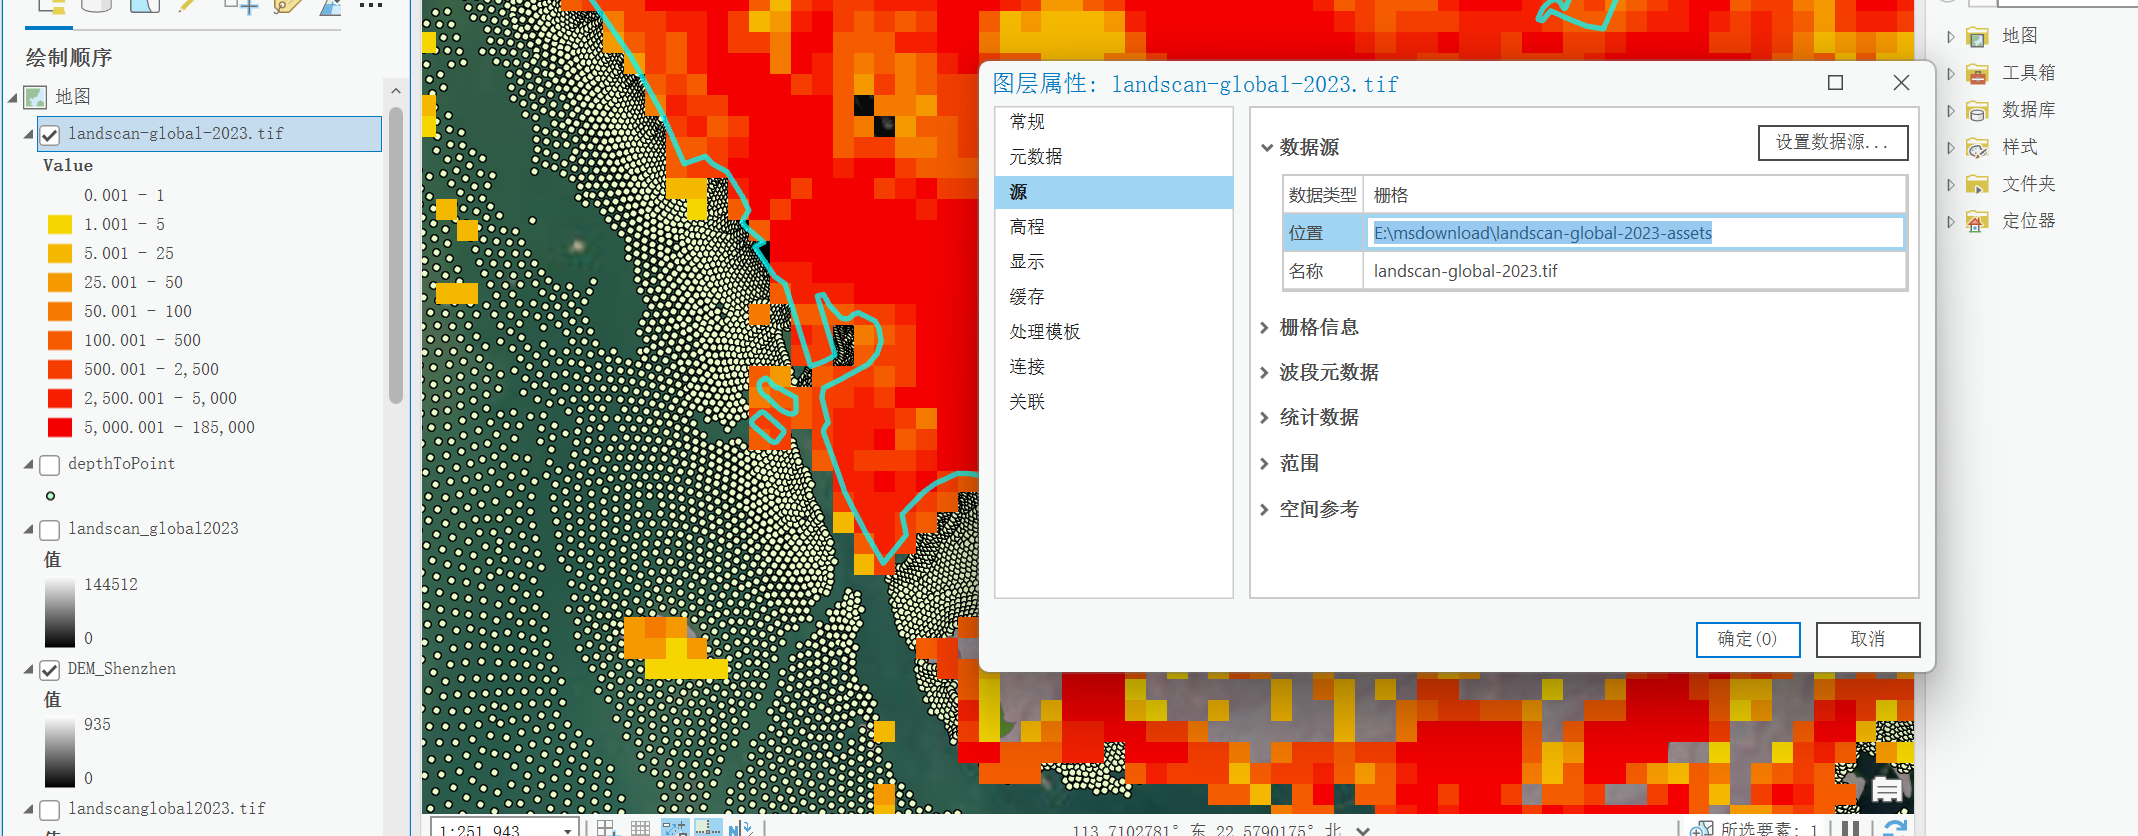 绘制顺序
地图
landscan-global-2023.tif
Value
0.001 - 1
1.001 - 5
5.001 - 25
25.001 - 50
50.001 - 100
100.001 - 500
500.001 - 2,500
2,500.001 - 5,000
5,000.001 - 185,000
depthToPoint
landscan_global2023
值
144512
0
DEM_Shenzhen
值
935
0
landscanglobal2023.tif
图层属性: landscan-global-2023.tif
常规
元数据
源
高程
显示
缓存
处理模板
连接
关联
数据源
设置数据源...
数据类型 栅格
位置 E:\msdownload\landscan-global-2023-assets
名称 landscan-global-2023.tif
栅格信息
波段元数据
统计数据
范围
空间参考
确定(O)
取消
地图
工具箱
数据库
样式
文件夹
定位器
1:251,943
113.7102781°东 22.5790175°北
所选要素: 1